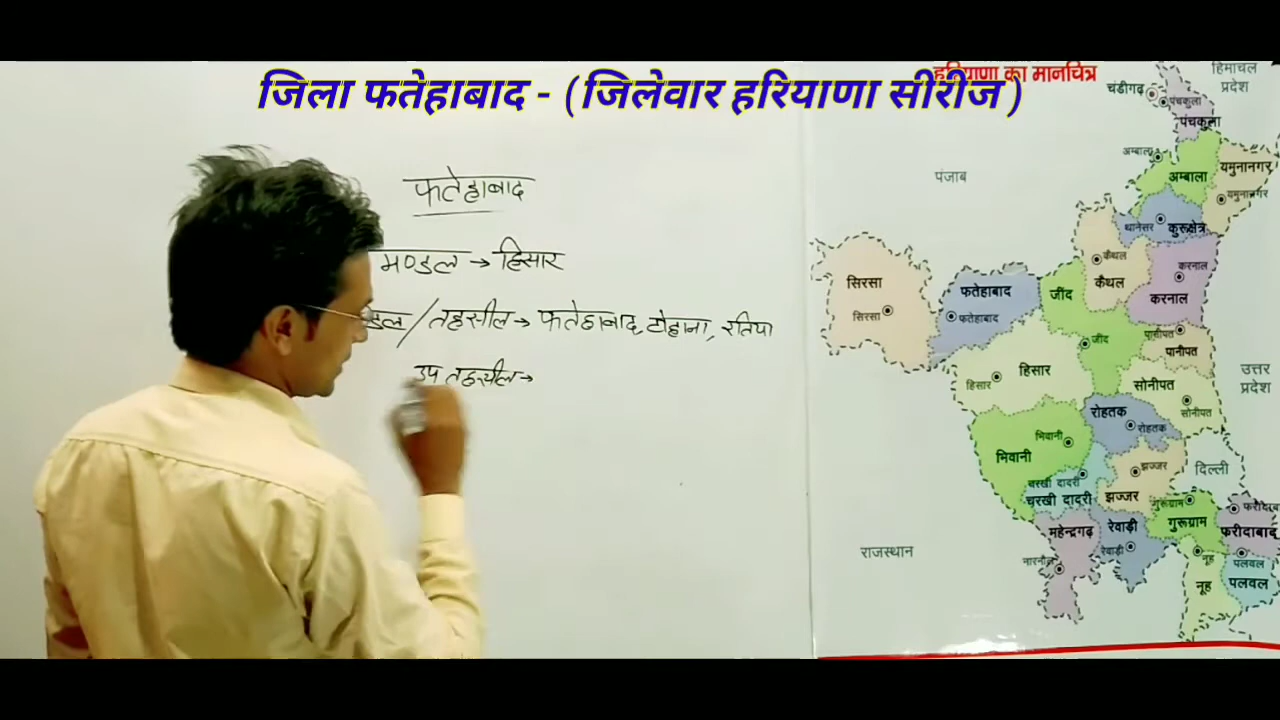 जिला फतेहाबाद - ( जिलेवार हरियाणा सीरीज )
फतेहाबाद
मण्डल → हिसार
डल / तहसील → फतेहाबाद, टोहाना, रतिया
उप तहसील →
हरियाणा का मानचित्र
हिमाचल
प्रदेश
चंडीगढ़
पंचकुला
पंचकुला
अम्बाला
अम्बाला
यमुनानगर
यमुनानगर
पंजाब
थानेसर
कुरूक्षेत्र
कैथल
कैथल
करनाल
करनाल
सिरसा
सिरसा
फतेहाबाद
फतेहाबाद
जींद
जींद
पानीपत
पानीपत
हिसार
हिसार
उत्तर
प्रदेश
सोनीपत
सोनीपत
रोहतक
रोहतक
भिवानी
भिवानी
दिल्ली
झज्जर
झज्जर
चरखी दादरी
चरखी दादरी
गुरूग्राम
गुरूग्राम
फरीदाबाद
महेन्द्रगढ़
रेवाड़ी
रेवाड़ी
राजस्थान
नारनौल
नूह
नूह
पलवल
पलवल